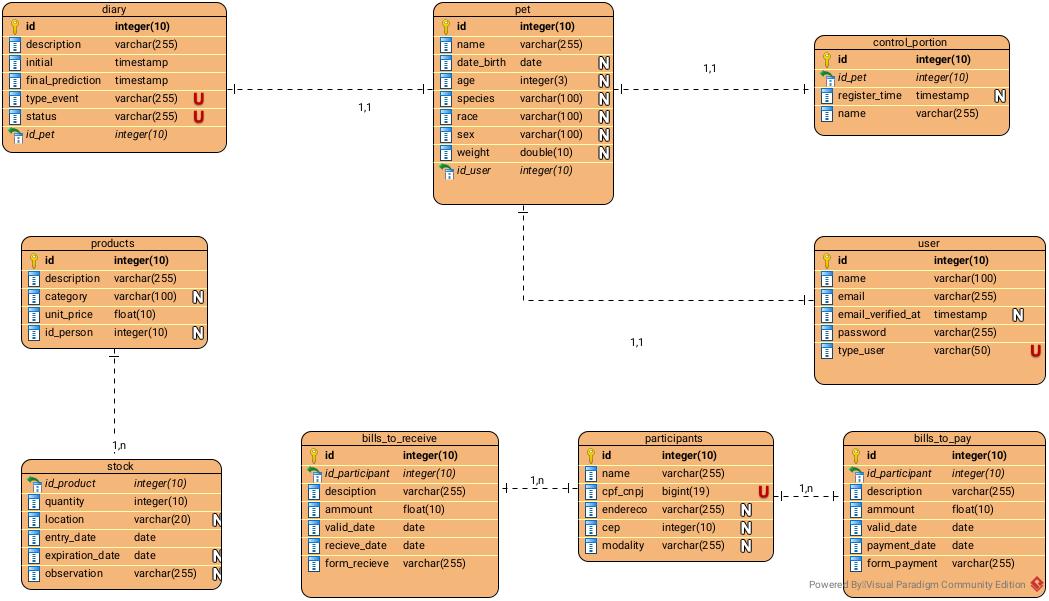 diary
id integer(10)
description varchar(255)
initial timestamp
final_prediction timestamp
type_event varchar(255) U
status varchar(255) U
id_pet integer(10)
1,1
pet
id integer(10)
name varchar(255)
date_birth date N
age integer(3) N
species varchar(100) N
race varchar(100) N
sex varchar(100) N
weight double(10) N
id_user integer(10)
1,1
control_portion
id integer(10)
id_pet integer(10)
register_time timestamp N
name varchar(255)
products
id integer(10)
description varchar(255)
category varchar(100) N
unit_price float(10)
id_person integer(10) N
user
id integer(10)
name varchar(100)
email varchar(255)
email_verified_at timestamp N
password varchar(255)
type_user varchar(50) U
1,1
1,n
stock
id_product integer(10)
quantity integer(10)
location varchar(20) N
entry_date date
expiration_date date N
observation varchar(255) N
bills_to_receive
id integer(10)
id_participant integer(10)
desciption varchar(255)
ammount float(10)
valid_date date
recieve_date date
form_recieve varchar(255)
1,n
participants
id integer(10)
name varchar(255)
cpf_cnpj bigint(19) U
endereco varchar(255) N
cep integer(10) N
modality varchar(255) N
1,n
bills_to_pay
id integer(10)
id_participant integer(10)
description varchar(255)
ammount float(10)
valid_date date
payment_date date
form_payment varchar(255)
Powered By Visual Paradigm Community Edition